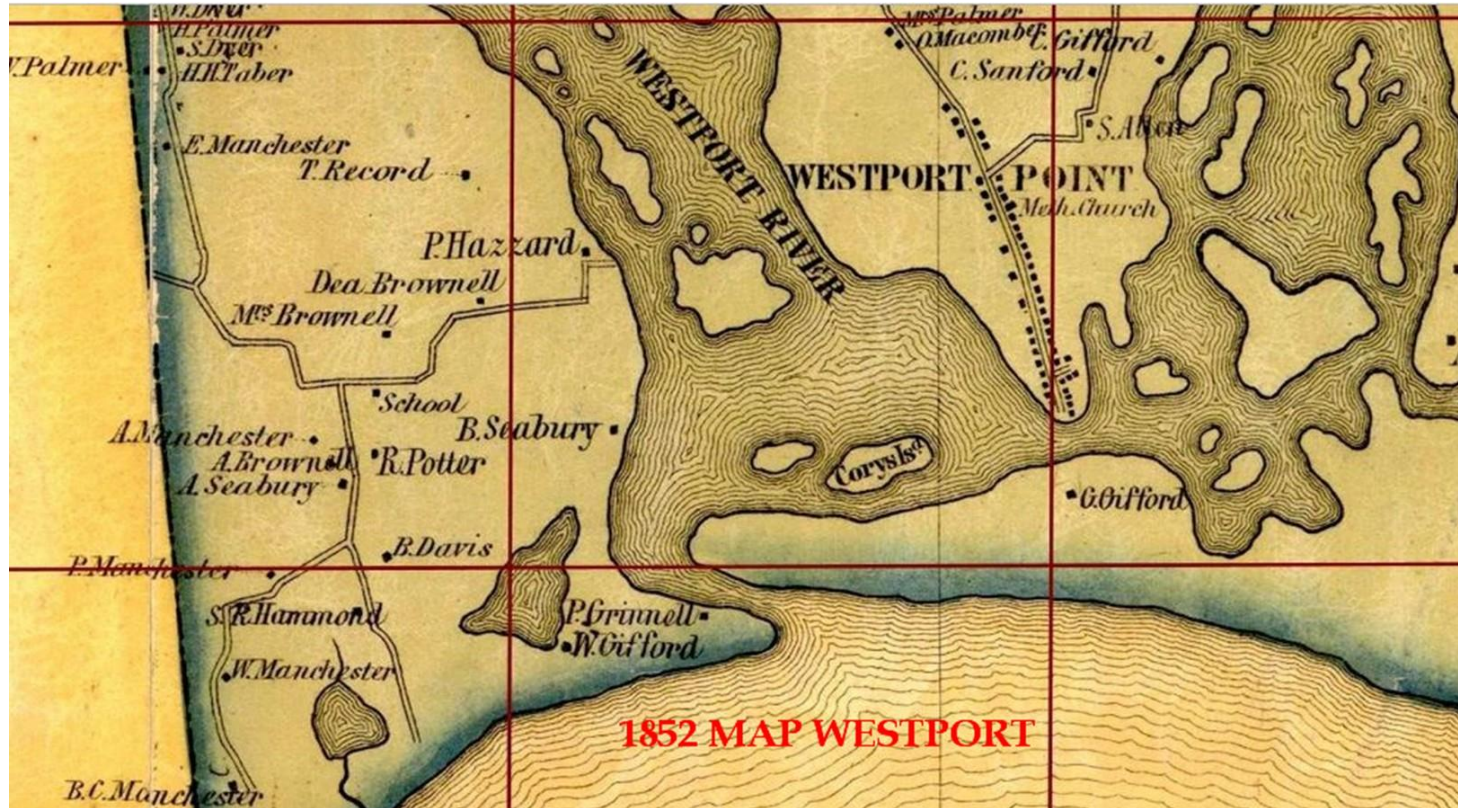 W. Dyer
H. Palmer
S. Dyer
V. Palmer
H. H. Taber
E. Manchester
T. Record
P. Hazzard
Dea. Brownell
Mrs Brownell
School
A. Manchester
A. Brownell
R. Potter
A. Seabury
B. Seabury
B. Davis
P. Manchester
S. R. Hammond
W. Manchester
B. C. Manchester
P. Grinnell
W. Gifford
WESTPORT RIVER
Corys Isd
Mrs Palmer
O. Macomber
C. Gifford
C. Sanford
S. Allen
WESTPORT POINT
Meth. Church
G. Gifford
1852 MAP WESTPORT